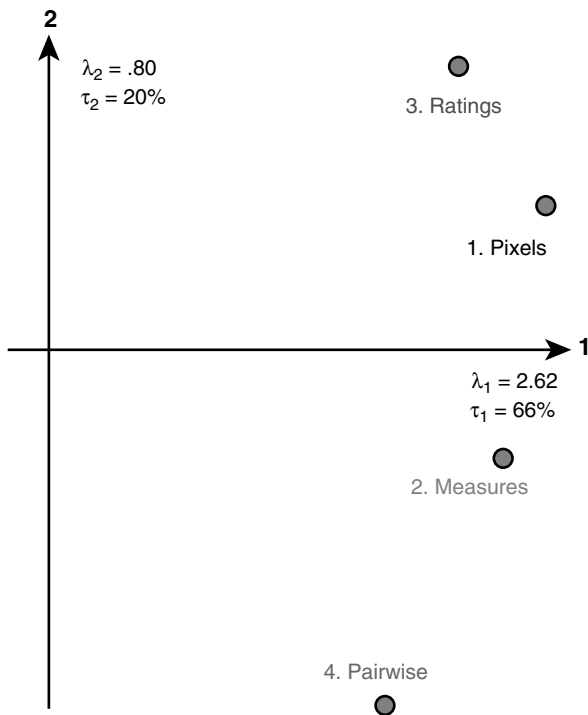 2
λ₂ = .80
τ₂ = 20%
3. Ratings
1. Pixels
1
λ₁ = 2.62
τ₁ = 66%
2. Measures
4. Pairwise